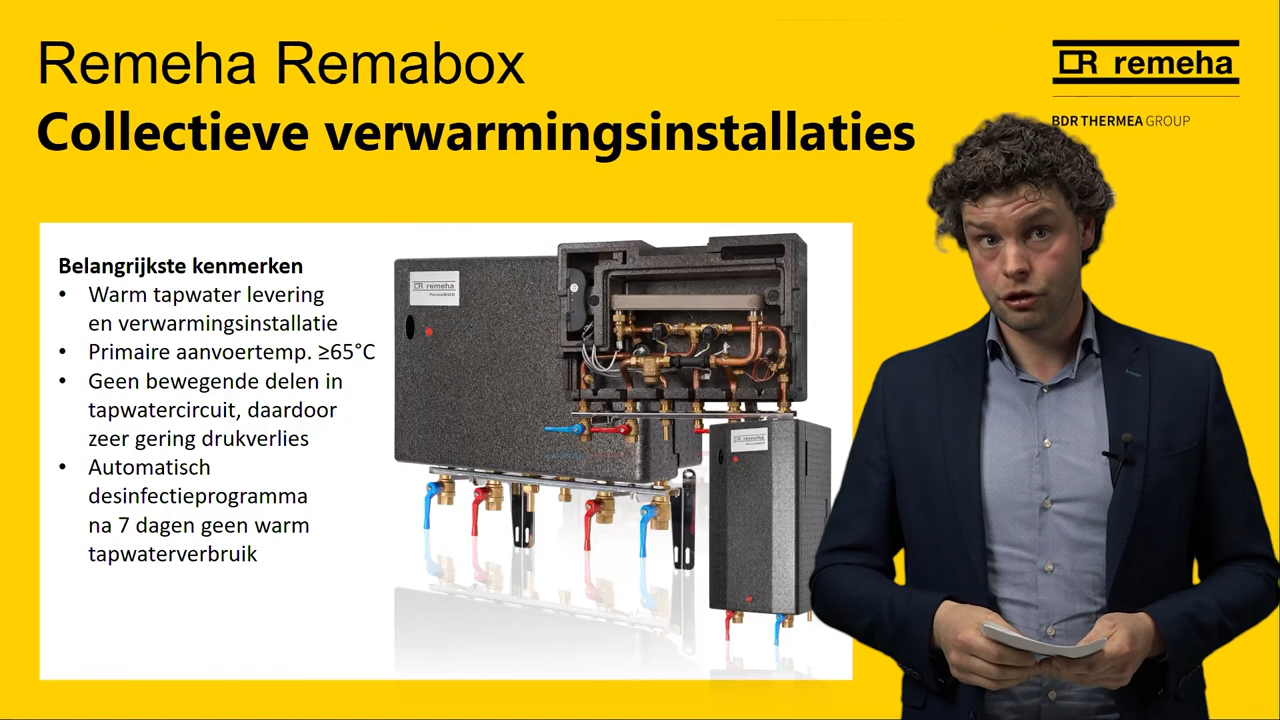 Remeha Remabox
Collectieve verwarmingsinstallaties
remeha
BDR THERMEA GROUP
Belangrijkste kenmerken
• Warm tapwater levering
en verwarmingsinstallatie
• Primaire aanvoertemp. ≥65°C
• Geen bewegende delen in
tapwatercircuit, daardoor
zeer gering drukverlies
• Automatisch
desinfectieprogramma
na 7 dagen geen warm
tapwaterverbruik
remeha
RemaBOX
remeha